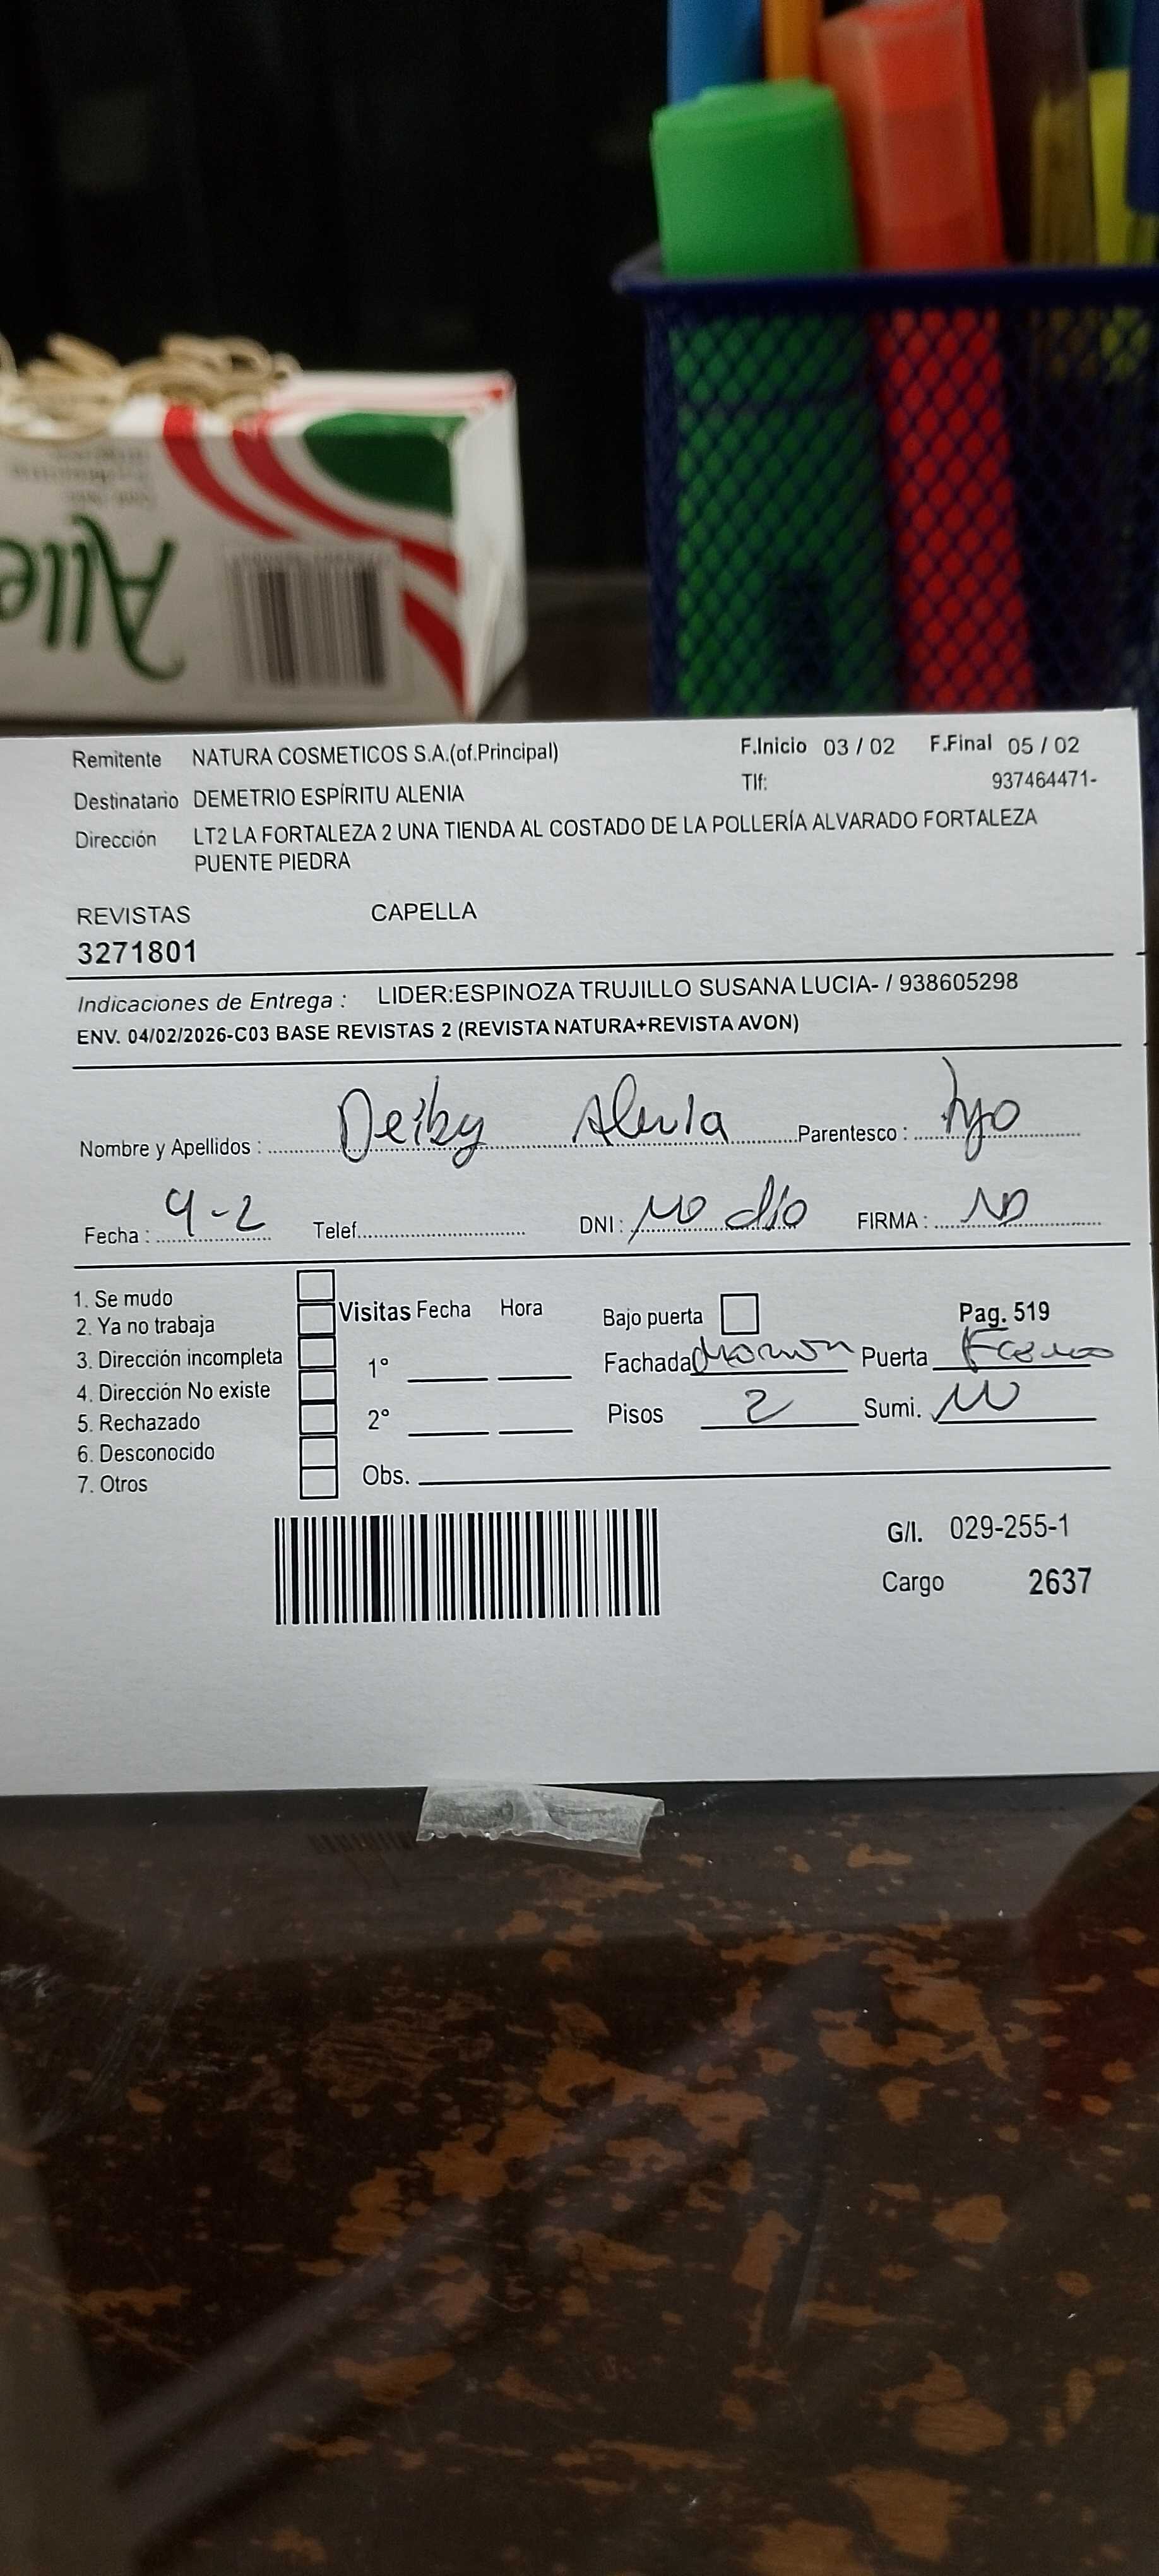 Alle
Remitente NATURA COSMETICOS S.A.(of.Principal) F.Inicio 03 / 02 F.Final 05 / 02
Tlf: 937464471-
Destinatario DEMETRIO ESPÍRITU ALENIA
Dirección LT2 LA FORTALEZA 2 UNA TIENDA AL COSTADO DE LA POLLERÍA ALVARADO FORTALEZA
PUENTE PIEDRA
REVISTAS CAPELLA
3271801
Indicaciones de Entrega : LIDER:ESPINOZA TRUJILLO SUSANA LUCIA- / 938605298
ENV. 04/02/2026-C03 BASE REVISTAS 2 (REVISTA NATURA+REVISTA AVON)
Nombre y Apellidos : Deiby Alenia Parentesco : hijo
Fecha : 4-2 Telef. DNI : no dio FIRMA :
1. Se mudo
2. Ya no trabaja
3. Dirección incompleta
4. Dirección No existe
5. Rechazado
6. Desconocido
7. Otros
Visitas Fecha Hora
1°
2°
Obs.
Bajo puerta Pag. 519
Fachada Puerta
Pisos 2 Sumi.
G/I. 029-255-1
Cargo 2637